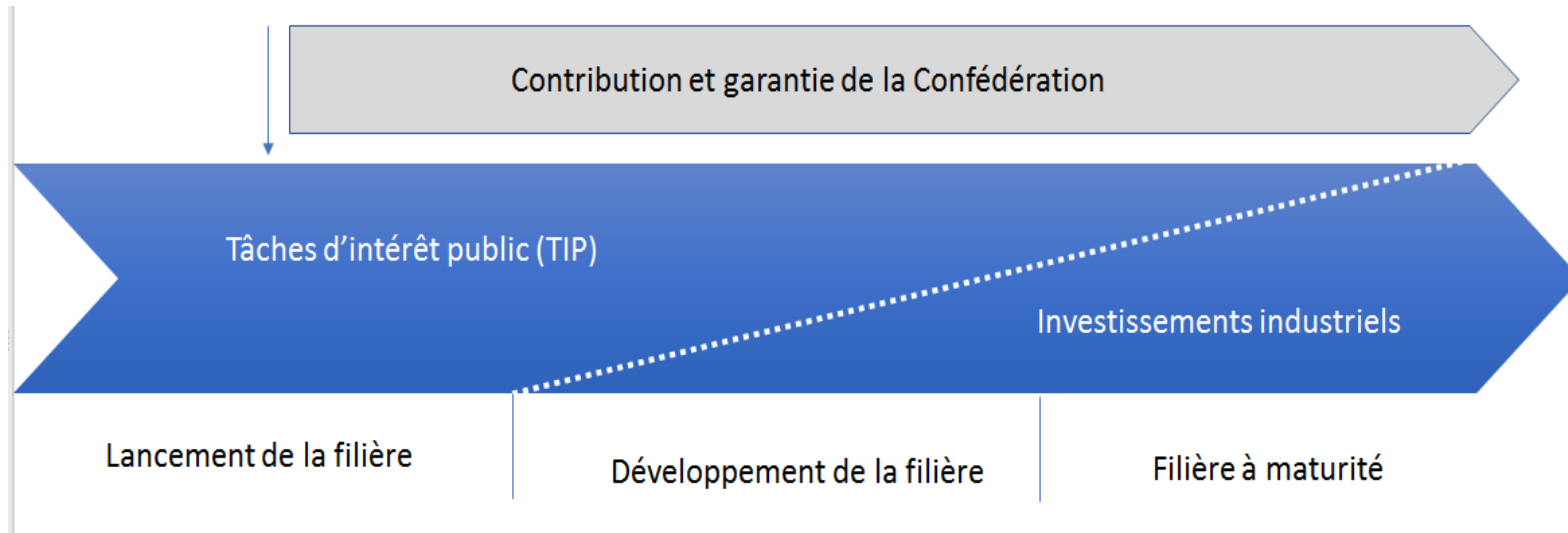 Contribution et garantie de la Confédération
Tâches d’intérêt public (TIP)
Investissements industriels
Lancement de la filière
Développement de la filière
Filière à maturité